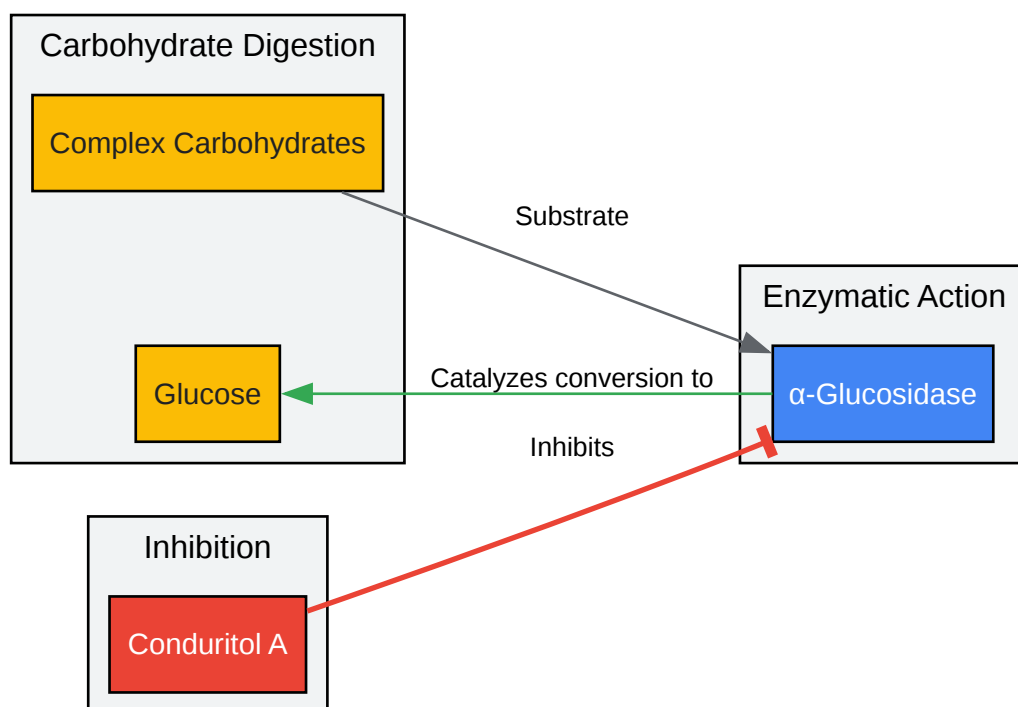 Carbohydrate Digestion
Complex Carbohydrates
Substrate
Enzymatic Action
Glucose
Catalyzes conversion to
α-Glucosidase
Inhibits
Inhibition
Conduritol A